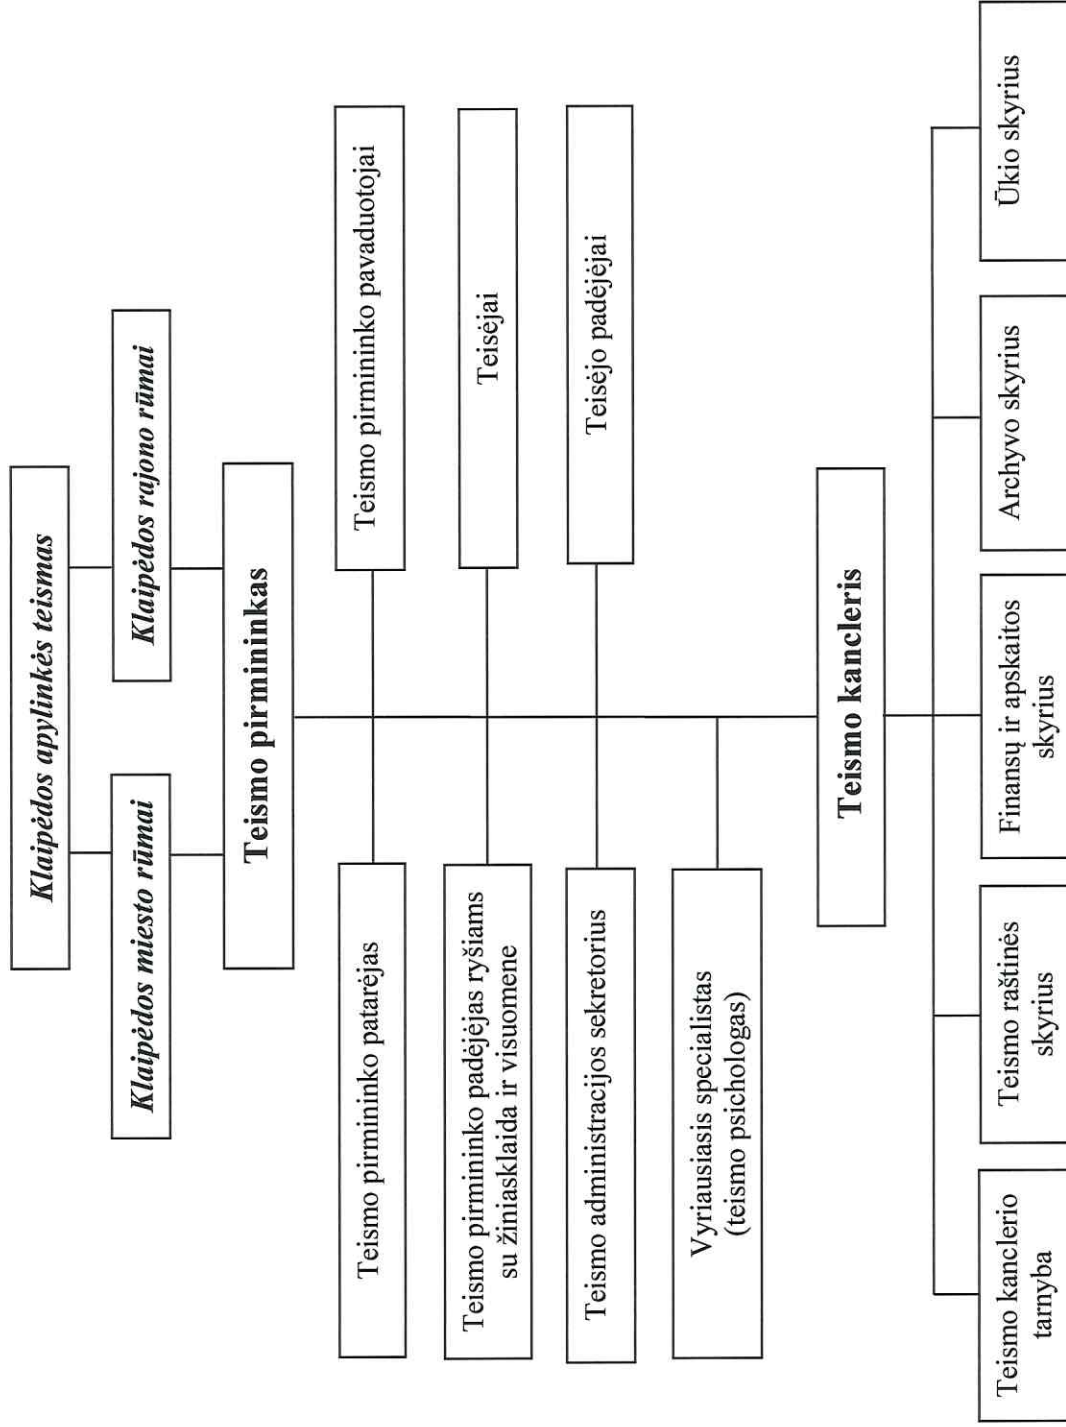 Klaipėdos apylinkės teismas
Klaipėdos miesto rūmai
Klaipėdos rajono rūmai
Teismo pirmininkas
Teismo pirmininko patarėjas
Teismo pirmininko pavaduotojai
Teismo pirmininko padėjėjas ryšiams
su žiniasklaida ir visuomene
Teisėjai
Teismo administracijos sekretorius
Teisėjo padėjėjai
Vyriausiasis specialistas
(teismo psichologas)
Teismo kancleris
Teismo kanclerio
tarnyba
Teismo raštinės
skyrius
Finansų ir apskaitos
skyrius
Archyvo skyrius
Ūkio skyrius